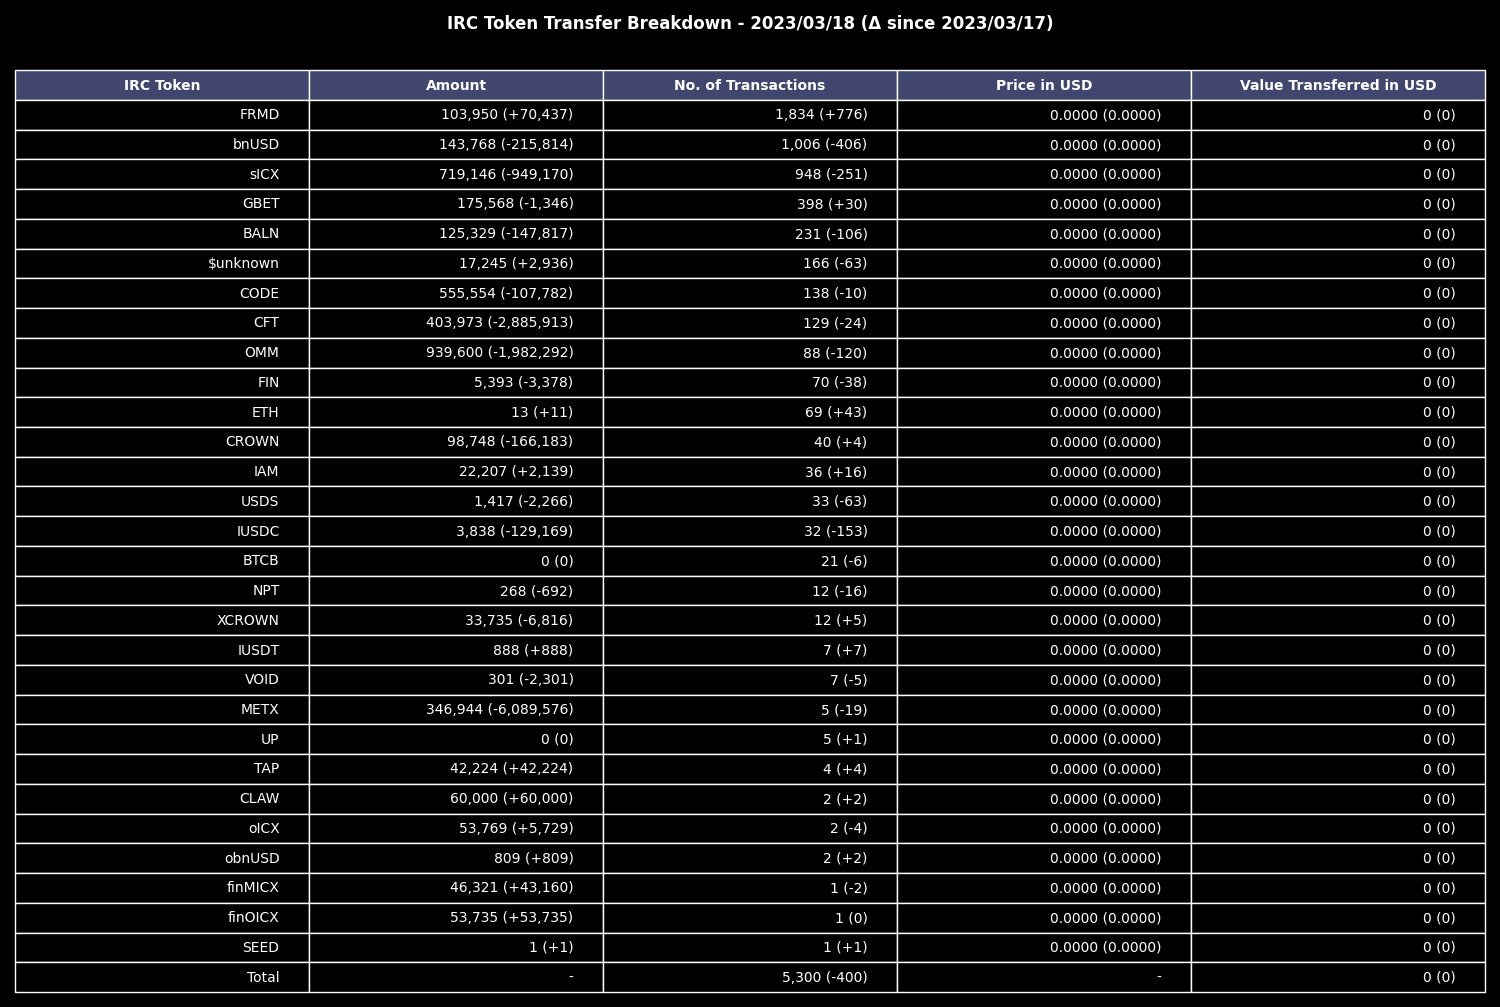 IRC Token Transfer Breakdown - 2023/03/18 (Δ since 2023/03/17)
IRC Token Amount No. of Transactions Price in USD Value Transferred in USD
FRMD 103,950 (+70,437) 1,834 (+776) 0.0000 (0.0000) 0 (0)
bnUSD 143,768 (-215,814) 1,006 (-406) 0.0000 (0.0000) 0 (0)
sICX 719,146 (-949,170) 948 (-251) 0.0000 (0.0000) 0 (0)
GBET 175,568 (-1,346) 398 (+30) 0.0000 (0.0000) 0 (0)
BALN 125,329 (-147,817) 231 (-106) 0.0000 (0.0000) 0 (0)
$unknown 17,245 (+2,936) 166 (-63) 0.0000 (0.0000) 0 (0)
CODE 555,554 (-107,782) 138 (-10) 0.0000 (0.0000) 0 (0)
CFT 403,973 (-2,885,913) 129 (-24) 0.0000 (0.0000) 0 (0)
OMM 939,600 (-1,982,292) 88 (-120) 0.0000 (0.0000) 0 (0)
FIN 5,393 (-3,378) 70 (-38) 0.0000 (0.0000) 0 (0)
ETH 13 (+11) 69 (+43) 0.0000 (0.0000) 0 (0)
CROWN 98,748 (-166,183) 40 (+4) 0.0000 (0.0000) 0 (0)
IAM 22,207 (+2,139) 36 (+16) 0.0000 (0.0000) 0 (0)
USDS 1,417 (-2,266) 33 (-63) 0.0000 (0.0000) 0 (0)
IUSDC 3,838 (-129,169) 32 (-153) 0.0000 (0.0000) 0 (0)
BTCB 0 (0) 21 (-6) 0.0000 (0.0000) 0 (0)
NPT 268 (-692) 12 (-16) 0.0000 (0.0000) 0 (0)
XCROWN 33,735 (-6,816) 12 (+5) 0.0000 (0.0000) 0 (0)
IUSDT 888 (+888) 7 (+7) 0.0000 (0.0000) 0 (0)
VOID 301 (-2,301) 7 (-5) 0.0000 (0.0000) 0 (0)
METX 346,944 (-6,089,576) 5 (-19) 0.0000 (0.0000) 0 (0)
UP 0 (0) 5 (+1) 0.0000 (0.0000) 0 (0)
TAP 42,224 (+42,224) 4 (+4) 0.0000 (0.0000) 0 (0)
CLAW 60,000 (+60,000) 2 (+2) 0.0000 (0.0000) 0 (0)
oICX 53,769 (+5,729) 2 (-4) 0.0000 (0.0000) 0 (0)
obnUSD 809 (+809) 2 (+2) 0.0000 (0.0000) 0 (0)
finMICX 46,321 (+43,160) 1 (-2) 0.0000 (0.0000) 0 (0)
finOICX 53,735 (+53,735) 1 (0) 0.0000 (0.0000) 0 (0)
SEED 1 (+1) 1 (+1) 0.0000 (0.0000) 0 (0)
Total - 5,300 (-400) - 0 (0)